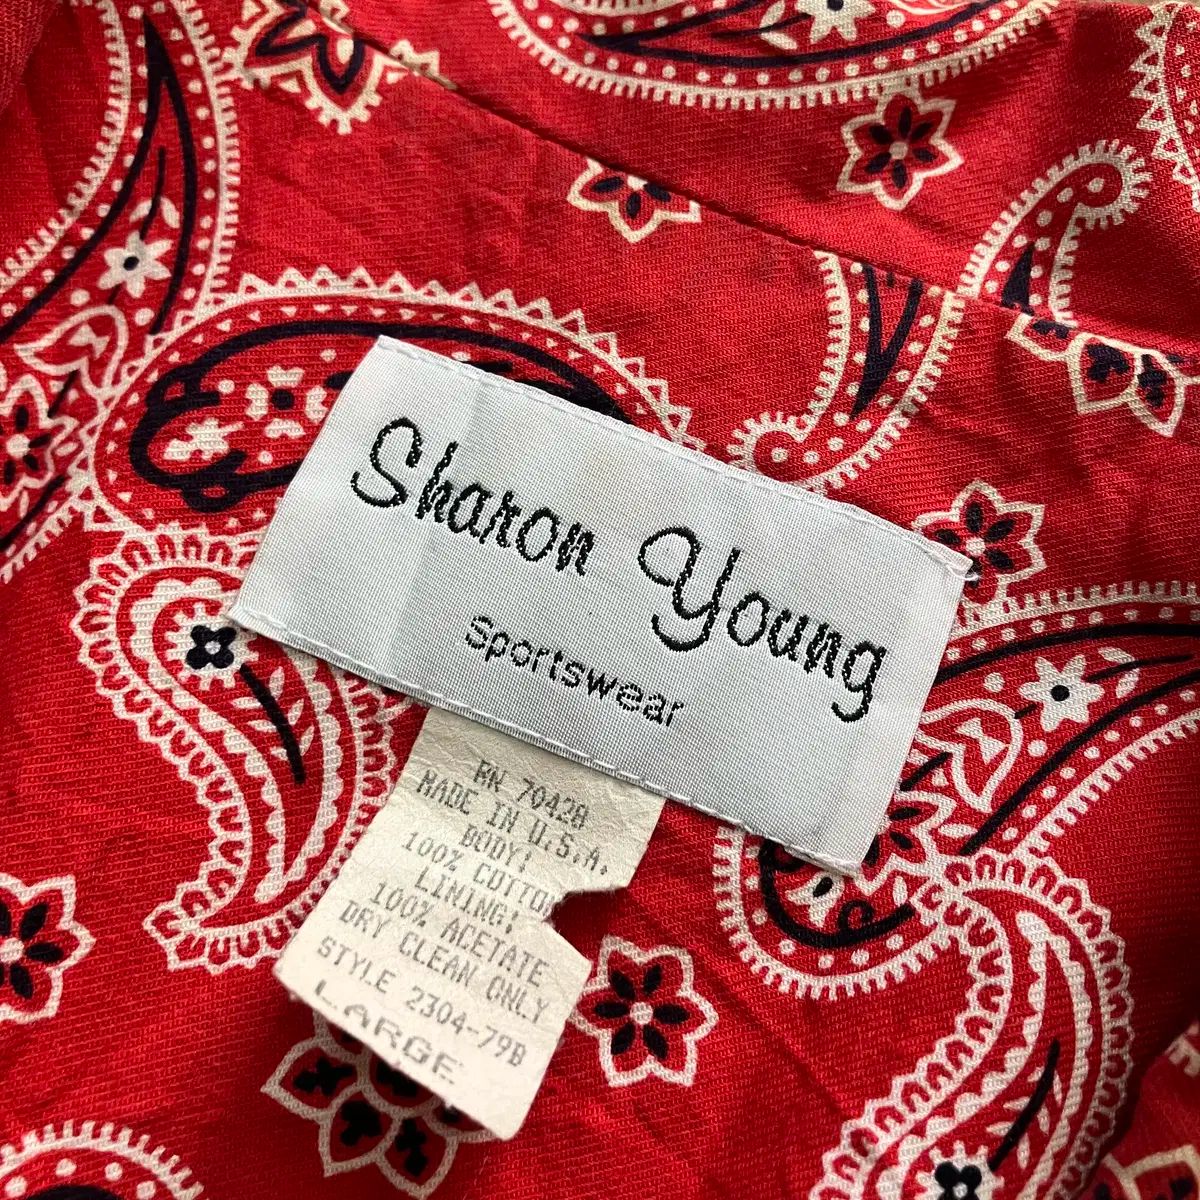 Sharon Young
Sportswear
RN 70428
MADE IN U.S.A.
BODY:
100% COTTON
LINING:
100% ACETATE
DRY CLEAN ONLY
STYLE 2304-79B
LARGE